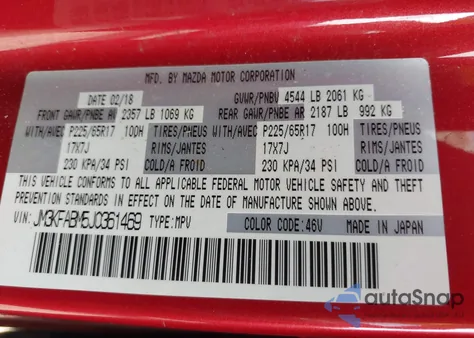 MFD. BY MAZDA MOTOR CORPORATION
DATE 02/18 GVWR/PNBV 4544 LB 2061 KG
FRONT GAWR/PNBE AV 2357 LB 1069 KG REAR GAWR/PNBE AR 2187 LB 992 KG
WITH/AVEC P225/65R17 100H TIRES/PNEUS WITH/AVEC P225/65R17 100H TIRES/PNEUS
17X7J RIMS/JANTES 17X7J RIMS/JANTES
230 KPA/34 PSI COLD/A FROID 230 KPA/34 PSI COLD/A FROID
THIS VEHICLE CONFORMS TO ALL APPLICABLE FEDERAL MOTOR VEHICLE SAFETY AND THEFT
PREVENTION STANDARDS IN EFFECT ON THE DATE OF MANUFACTURE SHOWN ABOVE.
VIN: JM3KFABM5J0361469 TYPE: MPV COLOR CODE: 46V MADE IN JAPAN
autoSnap